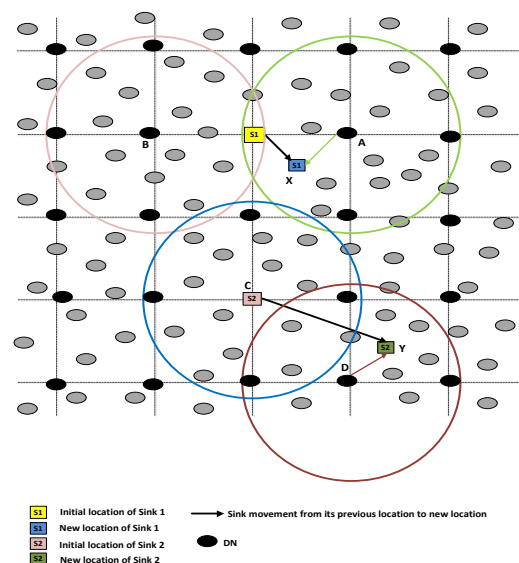 S1
A
B
S1
X
C
S2
S2 Y
D
S1 Initial location of Sink 1
Sink movement from its previous location to new location
S1 New location of Sink 1
S2 Initial location of Sink 2
DN
S2 New location of Sink 2